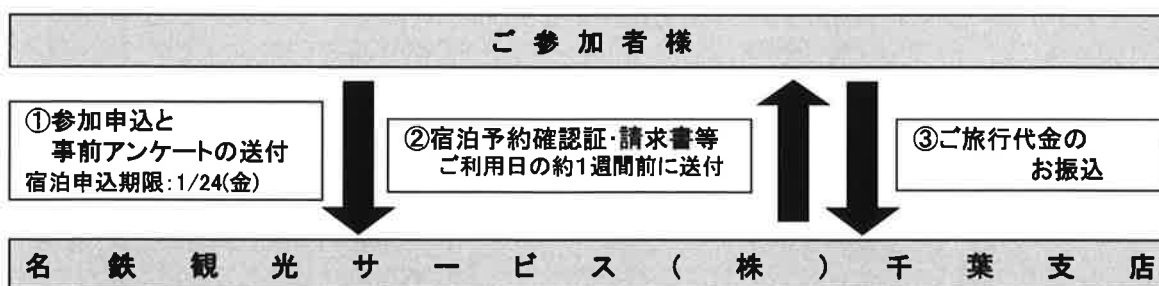 ご参加者様
①参加申込と
事前アンケートの送付
宿泊申込期限:1/24(金)
②宿泊予約確認証・請求書等
ご利用日の約1週間前に送付
③ご旅行代金の
お振込
名鉄観光サービス(株)千葉支店